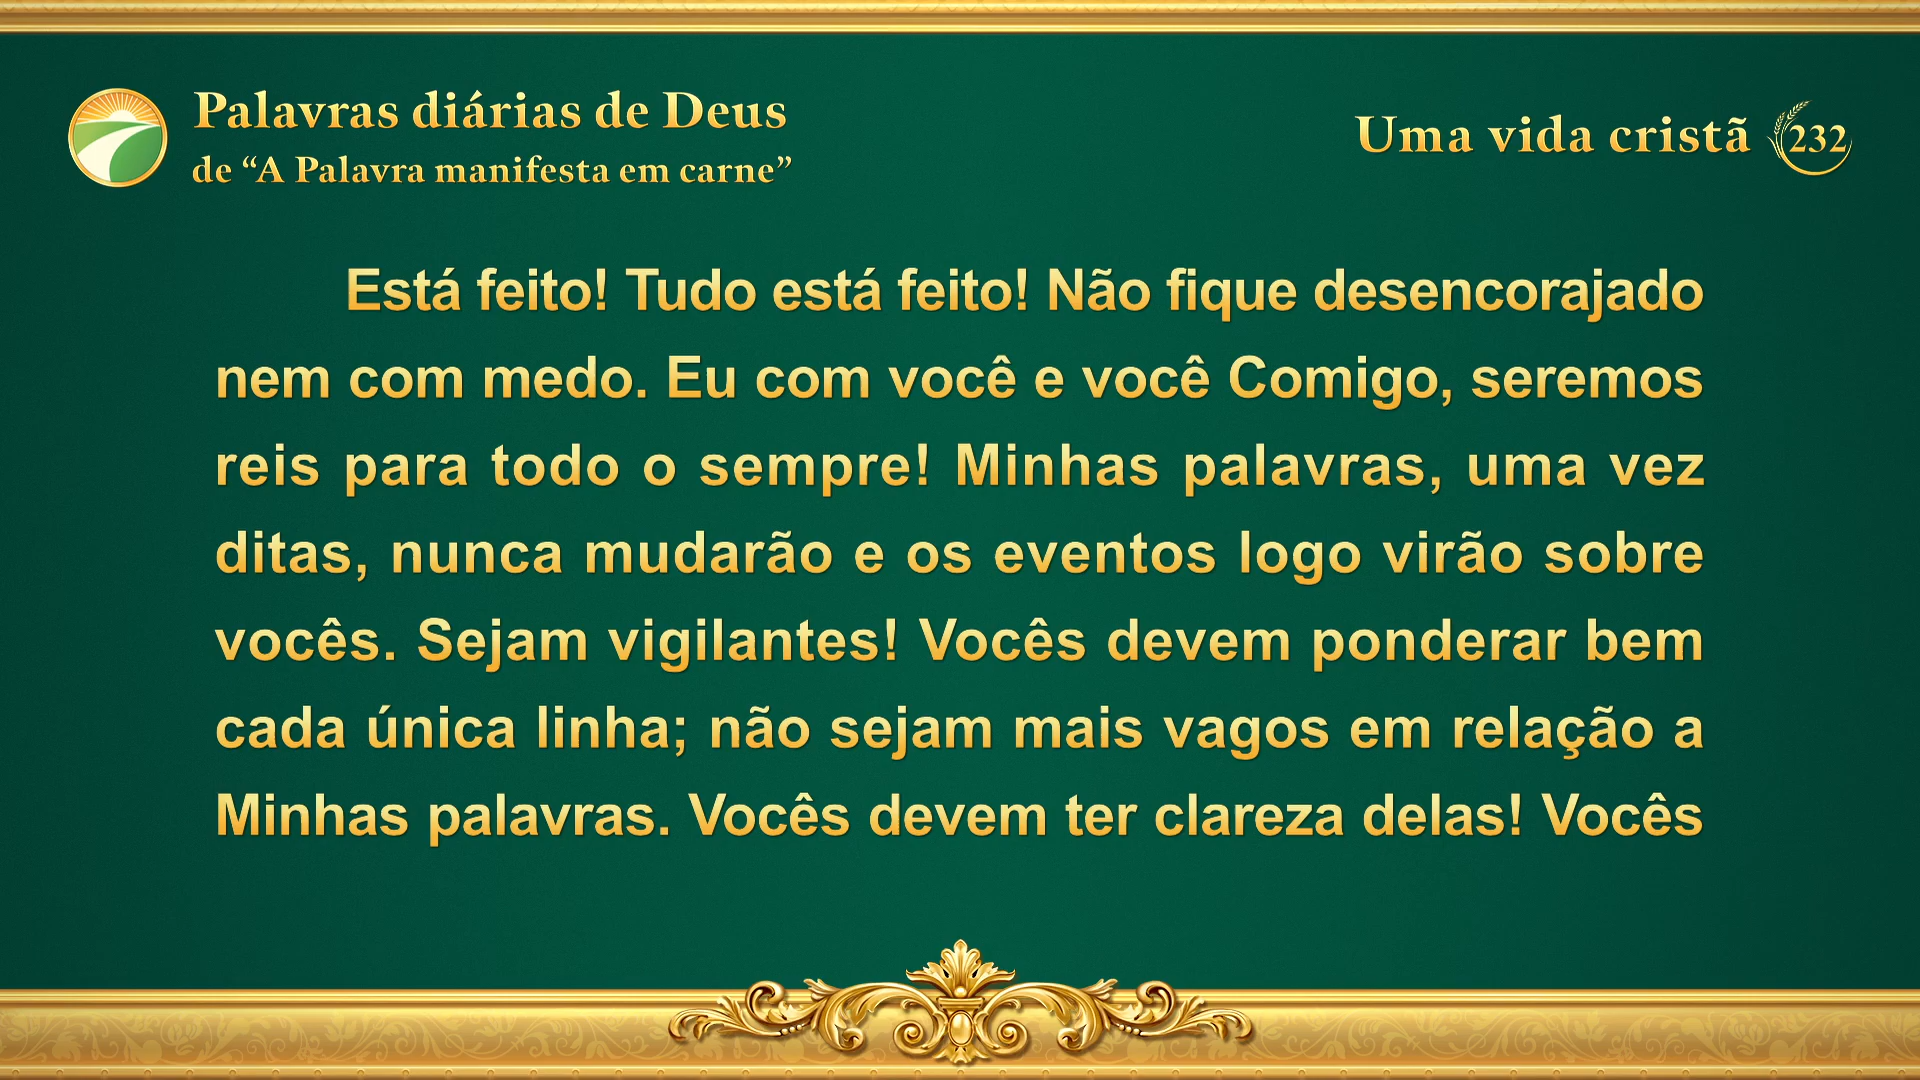 Palavras diárias de Deus
de “A Palavra manifesta em carne”
Uma vida cristã 232
Está feito! Tudo está feito! Não fique desencorajado
nem com medo. Eu com você e você Comigo, seremos
reis para todo o sempre! Minhas palavras, uma vez
ditas, nunca mudarão e os eventos logo virão sobre
vocês. Sejam vigilantes! Vocês devem ponderar bem
cada única linha; não sejam mais vagos em relação a
Minhas palavras. Vocês devem ter clareza delas! Vocês